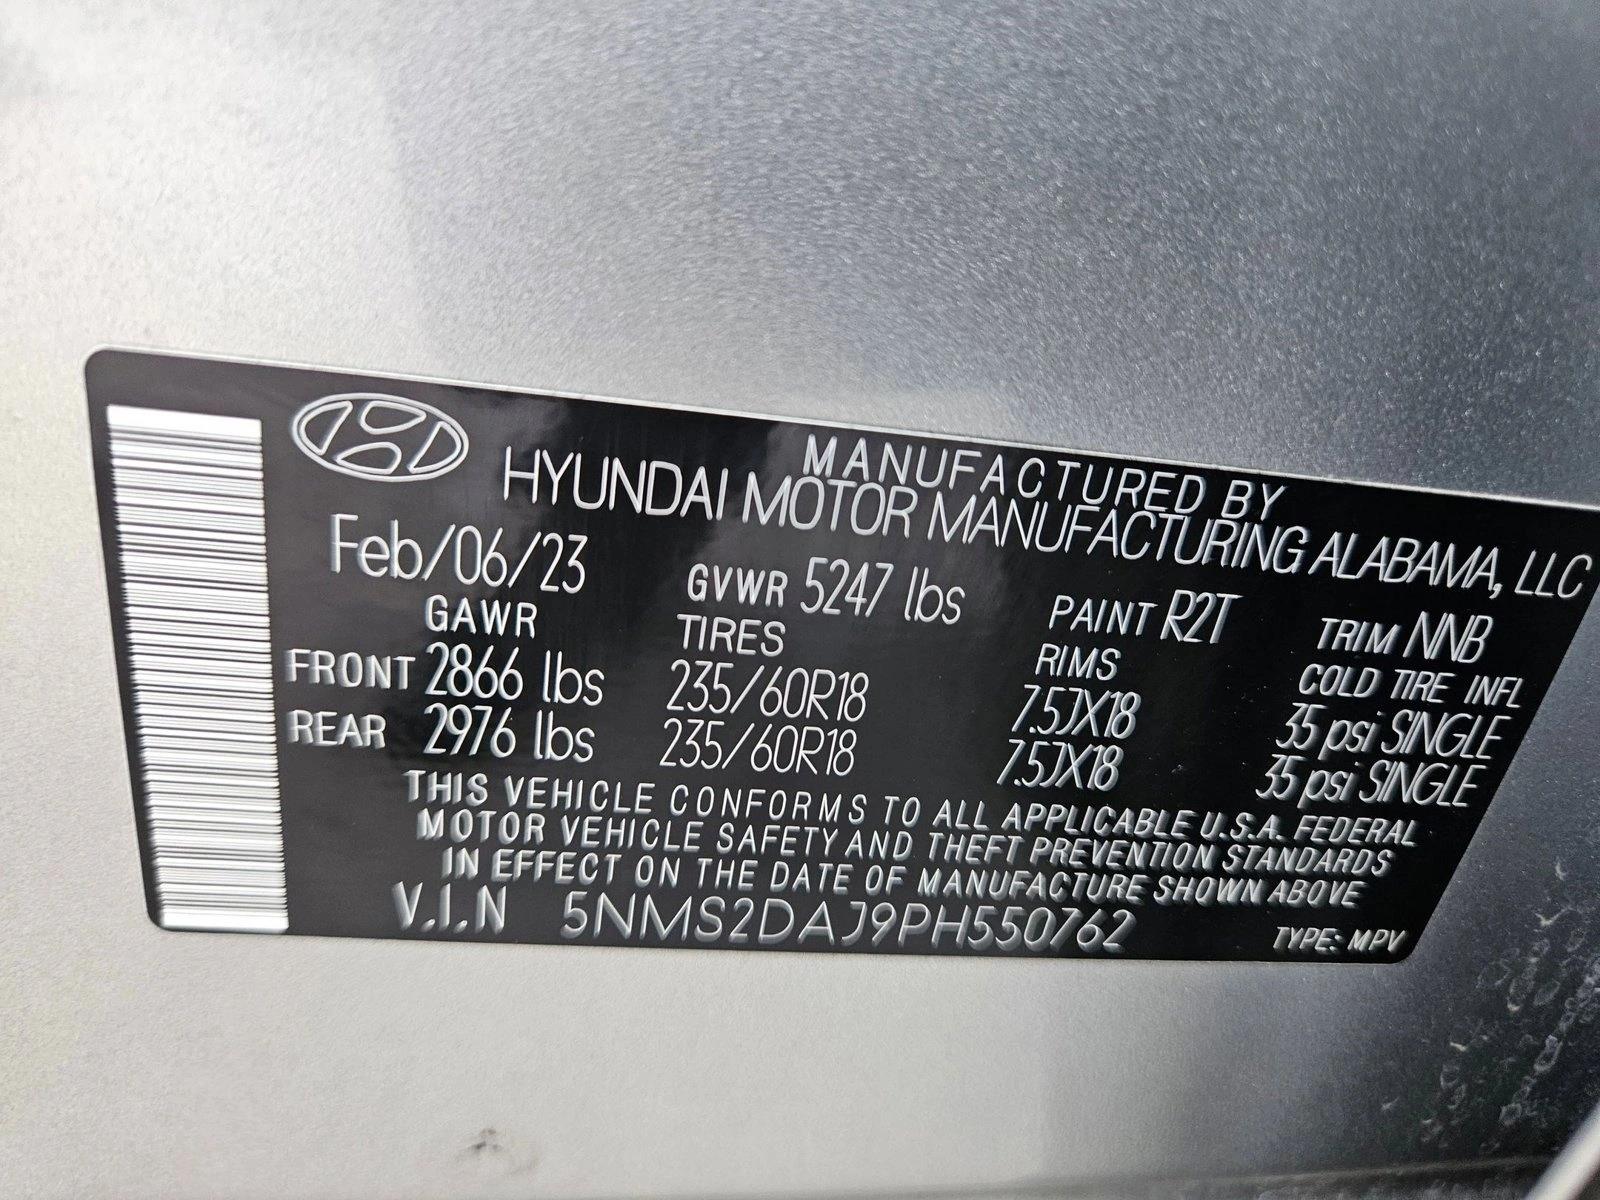 MANUFACTURED BY
HYUNDAI MOTOR MANUFACTURING ALABAMA, LLC
Feb/06/23 GVWR 5247 lbs PAINT R2T TRIM NNB
GAWR TIRES RIMS COLD TIRE INFL
FRONT 2866 lbs 235/60R18 7.5JX18 35 psi SINGLE
REAR 2976 lbs 235/60R18 7.5JX18 35 psi SINGLE
THIS VEHICLE CONFORMS TO ALL APPLICABLE U.S.A. FEDERAL
MOTOR VEHICLE SAFETY AND THEFT PREVENTION STANDARDS
IN EFFECT ON THE DATE OF MANUFACTURE SHOWN ABOVE
V.I.N 5NMS2DAJ9PH550762 TYPE: MPV